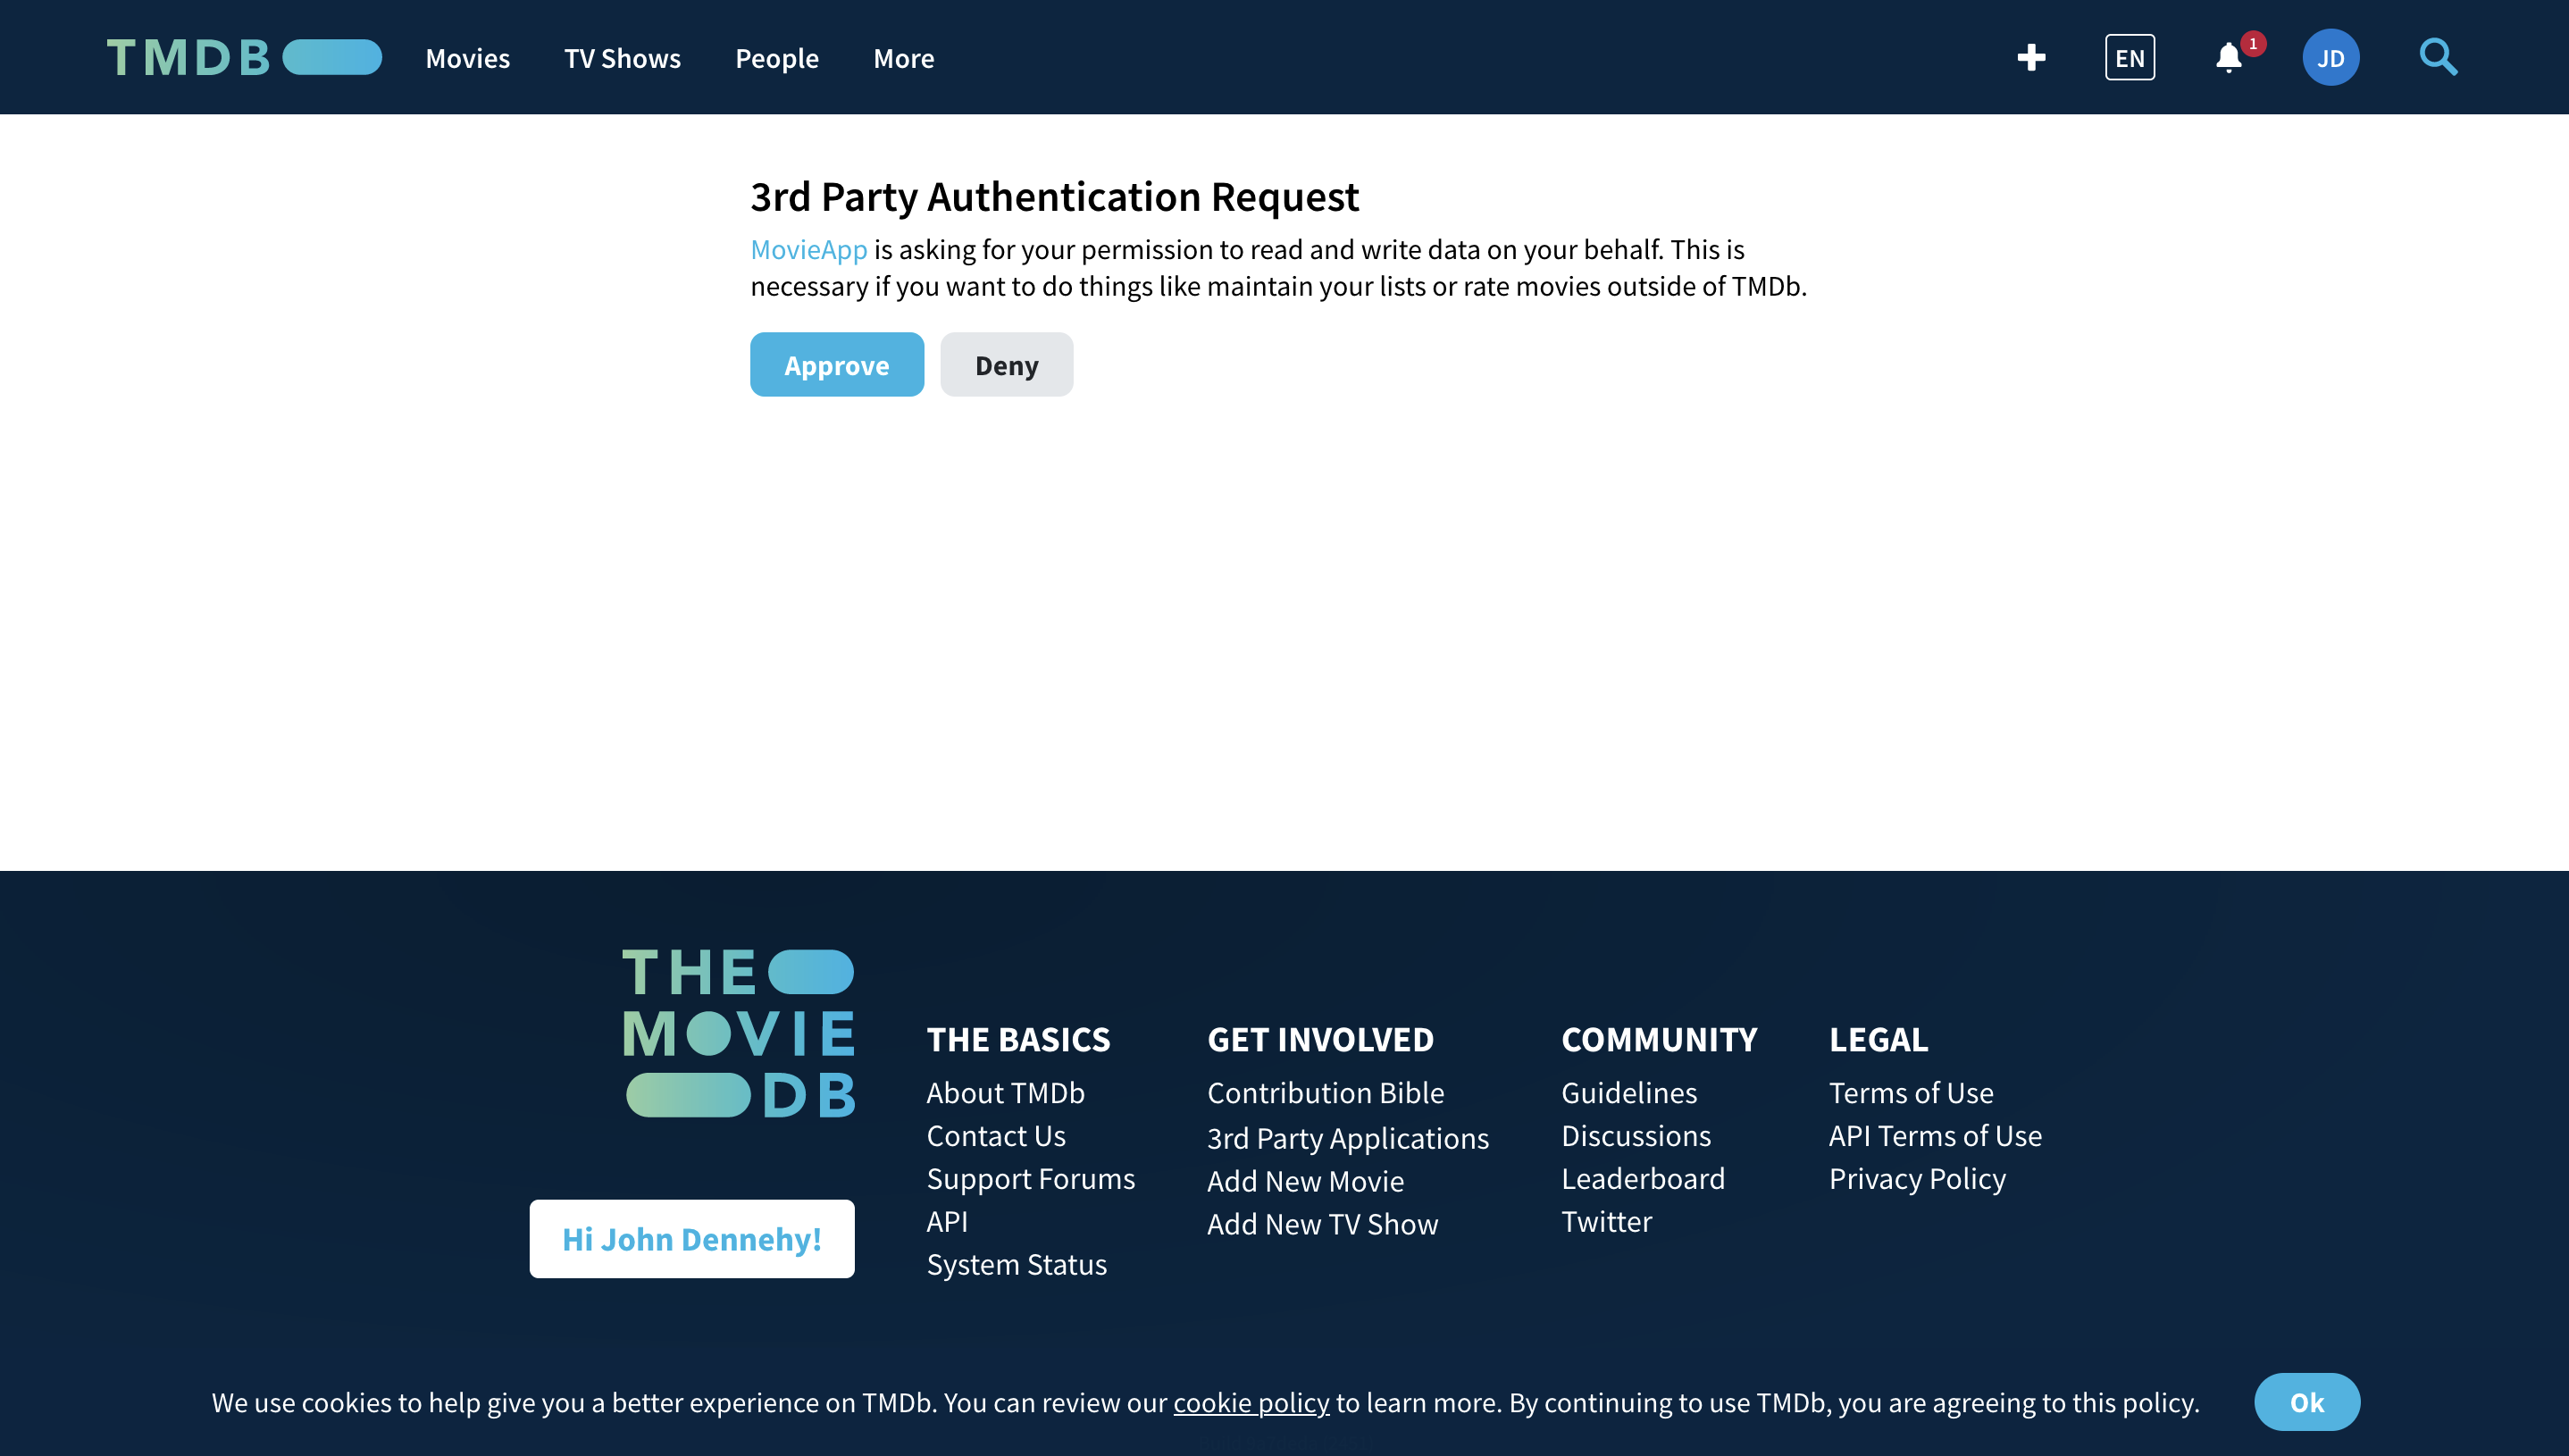 TMDB
Movies TV Shows People More
EN 1 JD
3rd Party Authentication Request
MovieApp is asking for your permission to read and write data on your behalf. This is
necessary if you want to do things like maintain your lists or rate movies outside of TMDb.
Approve Deny
THE
MOVIE
DB
Hi John Dennehy!
THE BASICS
About TMDb
Contact Us
Support Forums
API
System Status
GET INVOLVED
Contribution Bible
3rd Party Applications
Add New Movie
Add New TV Show
COMMUNITY
Guidelines
Discussions
Leaderboard
Twitter
LEGAL
Terms of Use
API Terms of Use
Privacy Policy
We use cookies to help give you a better experience on TMDb. You can review our cookie policy to learn more. By continuing to use TMDb, you are agreeing to this policy.
Ok